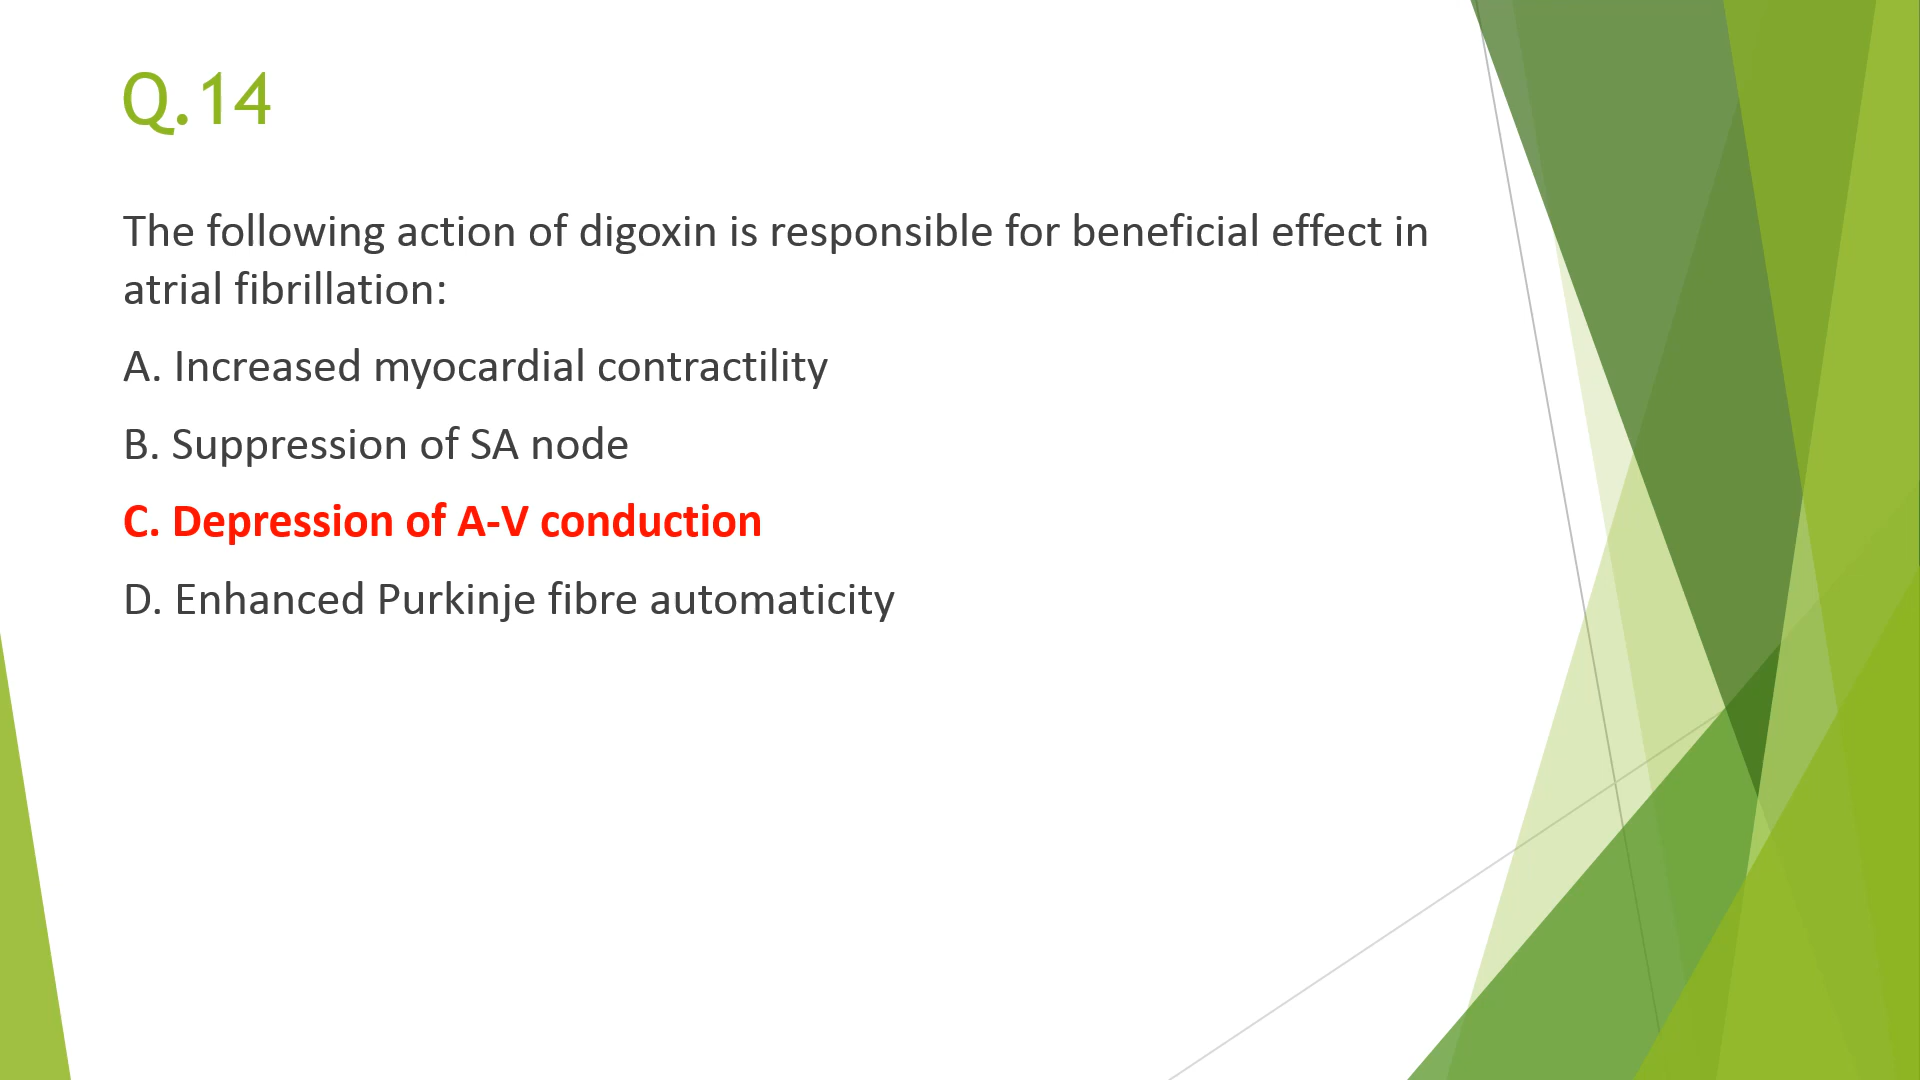 Q.14
The following action of digoxin is responsible for beneficial effect in
atrial fibrillation:
A. Increased myocardial contractility
B. Suppression of SA node
C. Depression of A-V conduction
D. Enhanced Purkinje fibre automaticity